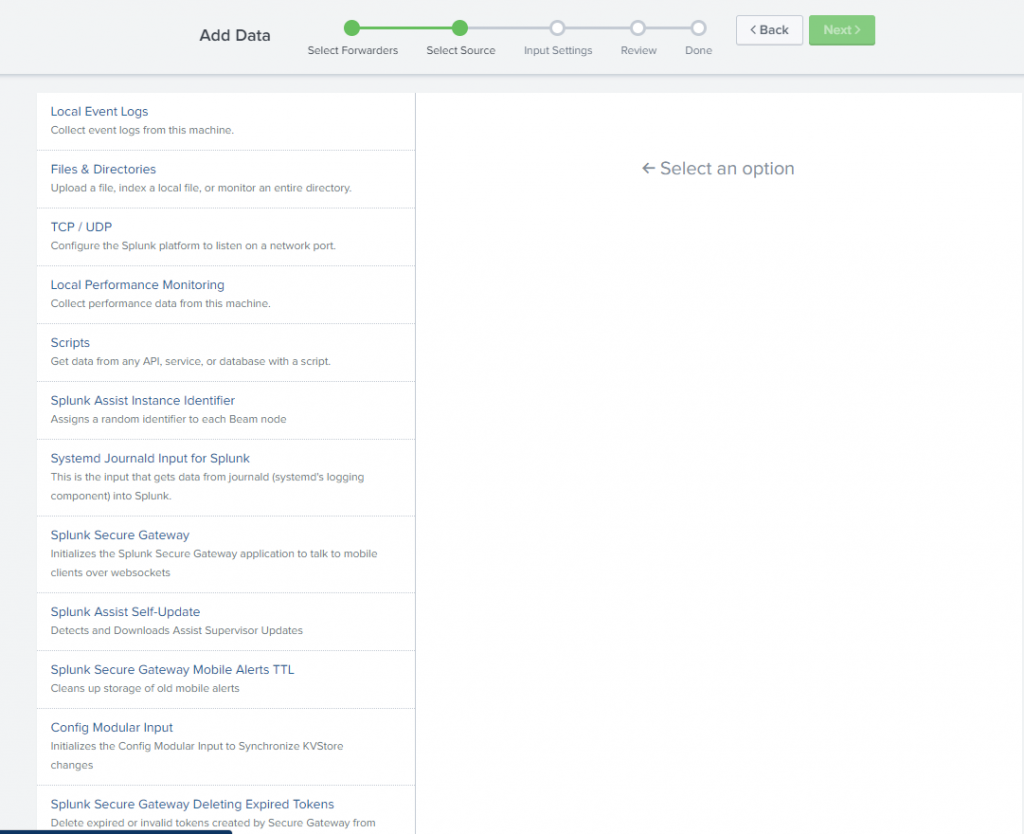 Add Data
Select Forwarders
Select Source
Input Settings
Review
Done
Back
Next
Local Event Logs
Collect event logs from this machine.
Files & Directories
Upload a file, index a local file, or monitor an entire directory.
TCP / UDP
Configure the Splunk platform to listen on a network port.
Local Performance Monitoring
Collect performance data from this machine.
Scripts
Get data from any API, service, or database with a script.
Splunk Assist Instance Identifier
Assigns a random identifier to each Beam node
Systemd Journald Input for Splunk
This is the input that gets data from journald (systemd's logging
component) into Splunk.
Splunk Secure Gateway
Initializes the Splunk Secure Gateway application to talk to mobile
clients over websockets
Splunk Assist Self-Update
Detects and Downloads Assist Supervisor Updates
Splunk Secure Gateway Mobile Alerts TTL
Cleans up storage of old mobile alerts
Config Modular Input
Initializes the Config Modular Input to Synchronize KVStore
changes
Splunk Secure Gateway Deleting Expired Tokens
Delete expired or invalid tokens created by Secure Gateway from
← Select an option